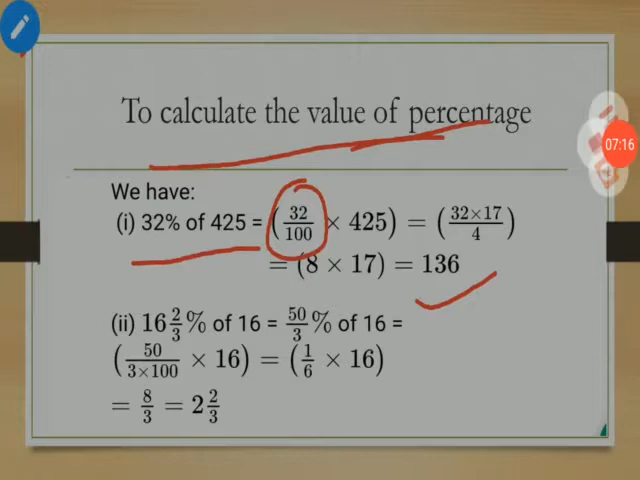 07:16
To calculate the value of percentage
We have:
(i) 32% of 425 = (32/100 × 425) = (32×17/4)
= (8 × 17) = 136
(ii) 16 2/3% of 16 = 50/3% of 16 =
(50/3×100 × 16) = (1/6 × 16)
= 8/3 = 2 2/3